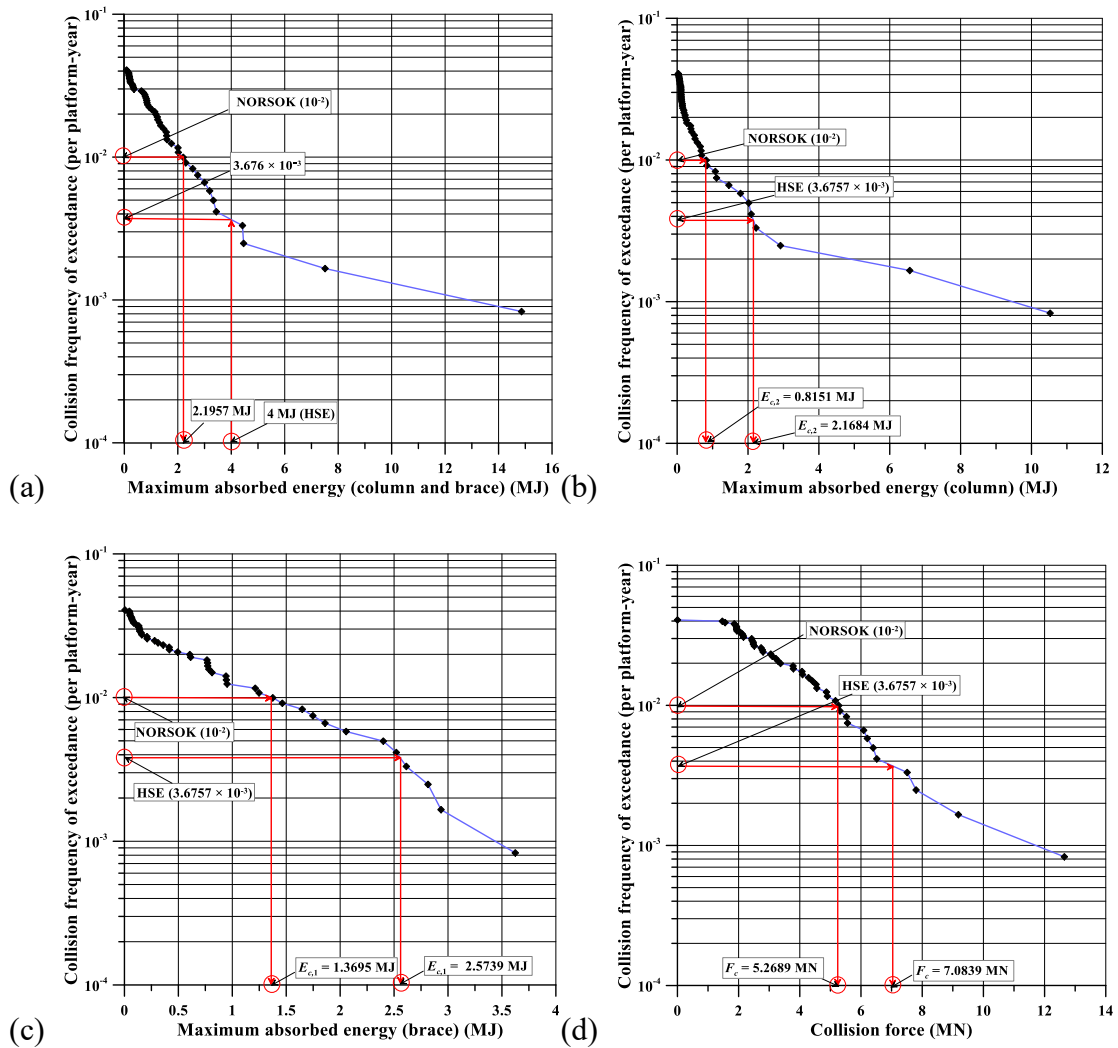 (a)
Collision frequency of exceedance (per platform-year)
10⁻¹
10⁻²
10⁻³
10⁻⁴
NORSOK (10⁻²)
3.676 × 10⁻³
2.1957 MJ
4 MJ (HSE)
0 2 4 6 8 10 12 14 16
Maximum absorbed energy (column and brace) (MJ)
(b)
Collision frequency of exceedance (per platform-year)
10⁻¹
10⁻²
10⁻³
10⁻⁴
NORSOK (10⁻²)
HSE (3.6757 × 10⁻³)
E_c,2 = 0.8151 MJ
E_c,2 = 2.1684 MJ
0 2 4 6 8 10 12
Maximum absorbed energy (column) (MJ)
(c)
Collision frequency of exceedance (per platform-year)
10⁻¹
10⁻²
10⁻³
10⁻⁴
NORSOK (10⁻²)
HSE (3.6757 × 10⁻³)
E_c,1 = 1.3695 MJ
E_c,1 = 2.5739 MJ
0 0.5 1 1.5 2 2.5 3 3.5 4
Maximum absorbed energy (brace) (MJ)
(d)
Collision frequency of exceedance (per platform-year)
10⁻¹
10⁻²
10⁻³
10⁻⁴
NORSOK (10⁻²)
HSE (3.6757 × 10⁻³)
F_c = 5.2689 MN
F_c = 7.0839 MN
0 2 4 6 8 10 12 14
Collision force (MN)